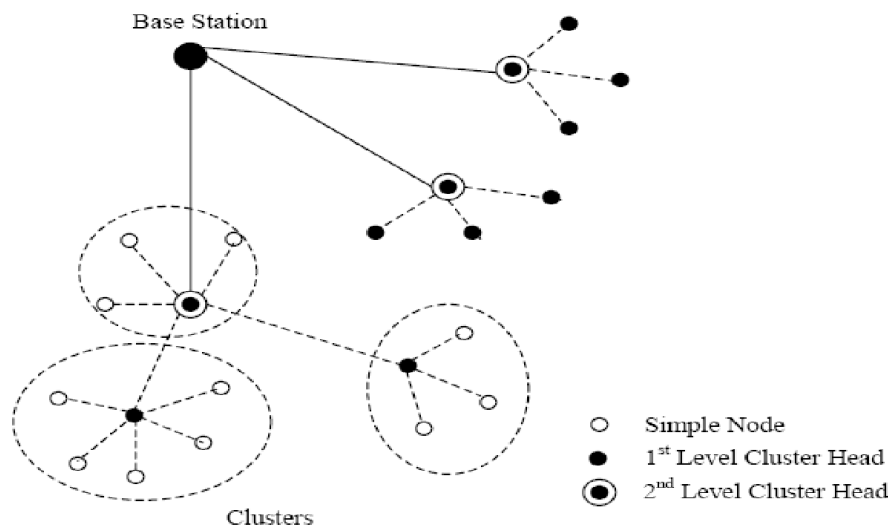 Base Station
Simple Node
1st Level Cluster Head
2nd Level Cluster Head
Clusters